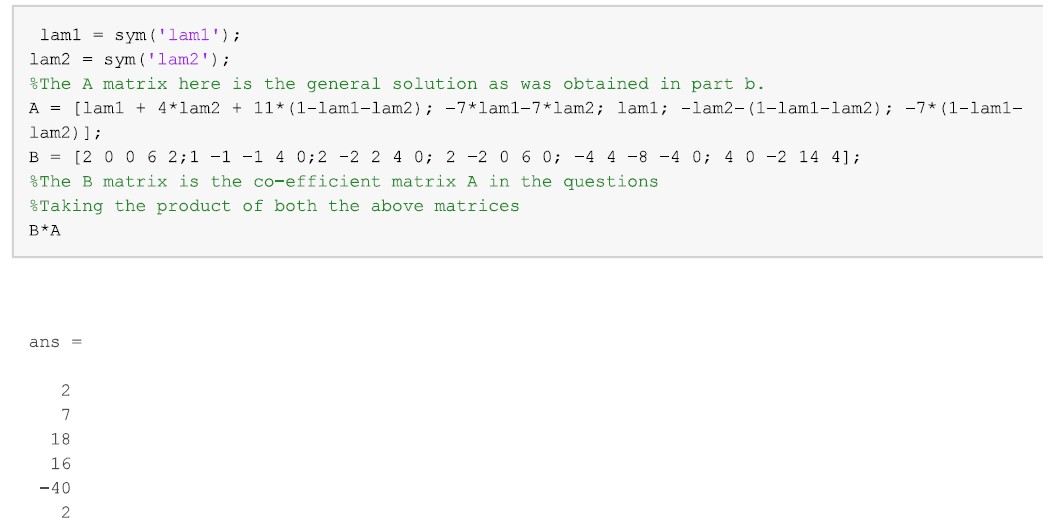 lam1 = sym('lam1');
lam2 = sym('lam2');
%The A matrix here is the general solution as was obtained in part b.
A = [lam1 + 4*lam2 + 11*(1-lam1-lam2); -7*lam1-7*lam2; lam1; -lam2-(1-lam1-lam2); -7*(1-lam1-
lam2)];
B = [2 0 0 6 2;1 -1 -1 4 0;2 -2 2 4 0; 2 -2 0 6 0; -4 4 -8 -4 0; 4 0 -2 14 4];
%The B matrix is the co-efficient matrix A in the questions
%Taking the product of both the above matrices
B*A
ans =
2
7
18
16
-40
2